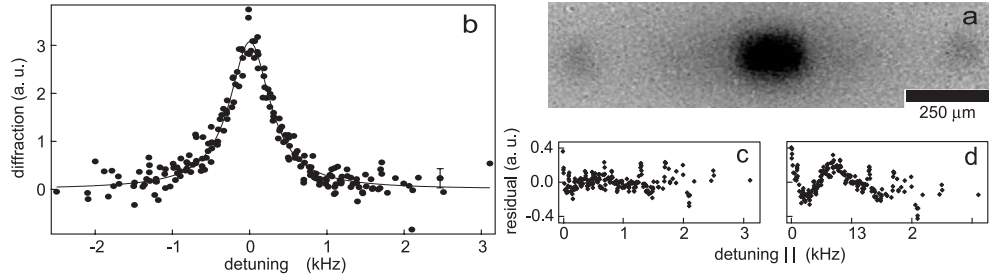 b
diffraction (a. u.)
3
2
1
0
-2 -1 0 1 2 3
detuning (kHz)
a
250 μm
residual (a. u.)
0.4
0.0
-0.4
c
d
0 1 2 3
0 13 2
detuning | | (kHz)